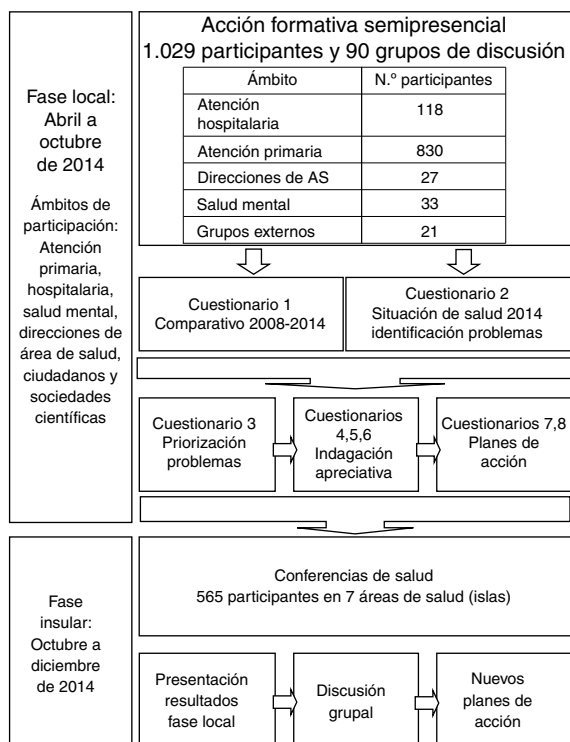 Acción formativa semipresencial
1.029 participantes y 90 grupos de discusión
Ámbito N.º participantes
Atención
hospitalaria 118
Atención primaria 830
Direcciones de AS 27
Salud mental 33
Grupos externos 21
Fase local:
Abril a
octubre
de 2014
Ámbitos de
participación:
Atención
primaria,
hospitalaria,
salud mental,
direcciones de
área de salud,
ciudadanos y
sociedades
científicas
Cuestionario 1
Comparativo 2008-2014
Cuestionario 2
Situación de salud 2014
identificación problemas
Cuestionario 3
Priorización
problemas
Cuestionarios
4,5,6
Indagación
apreciativa
Cuestionarios 7,8
Planes de
acción
Fase
insular:
Octubre a
diciembre
de 2014
Conferencias de salud
565 participantes en 7 áreas de salud (islas)
Presentación
resultados
fase local
Discusión
grupal
Nuevos
planes de
acción